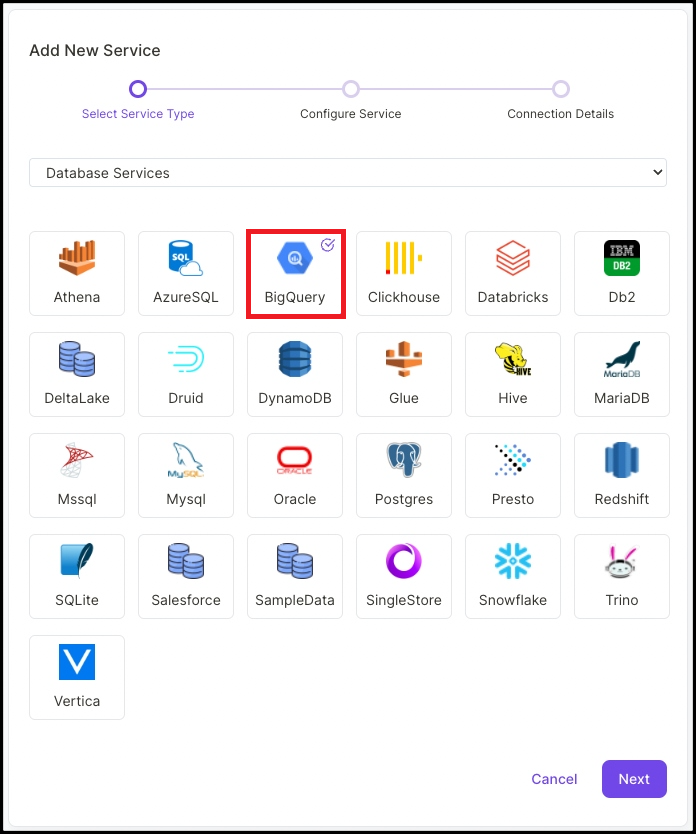 Add New Service
Select Service Type Configure Service Connection Details
Database Services
SQL IBM
DB2
Athena AzureSQL BigQuery Clickhouse Databricks Db2
HIVE MariaDB
DeltaLake Druid DynamoDB Glue Hive MariaDB
MySQL ORACLE
Mssql Mysql Oracle Postgres Presto Redshift
SQLite Salesforce SampleData SingleStore Snowflake Trino
Vertica
Cancel Next